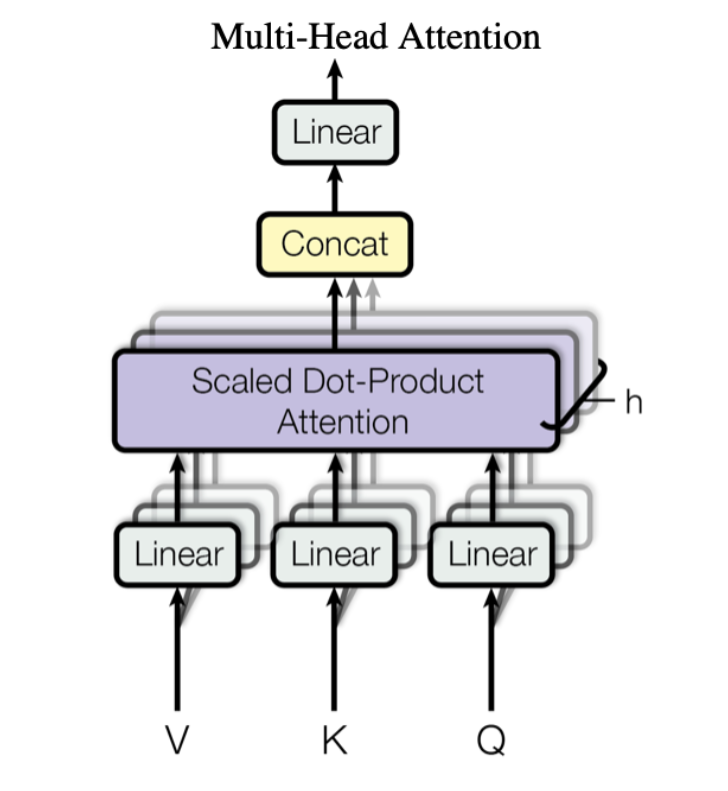 Multi-Head Attention
Linear
Concat
Scaled Dot-Product
Attention
h
Linear
Linear
Linear
V
K
Q